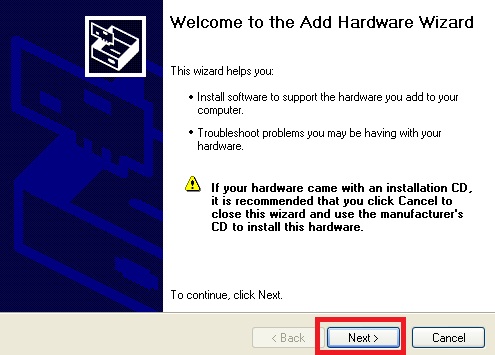 Welcome to the Add Hardware Wizard
This wizard helps you:
• Install software to support the hardware you add to your
computer.
• Troubleshoot problems you may be having with your
hardware.
If your hardware came with an installation CD,
it is recommended that you click Cancel to
close this wizard and use the manufacturer's
CD to install this hardware.
To continue, click Next.
< Back Next > Cancel